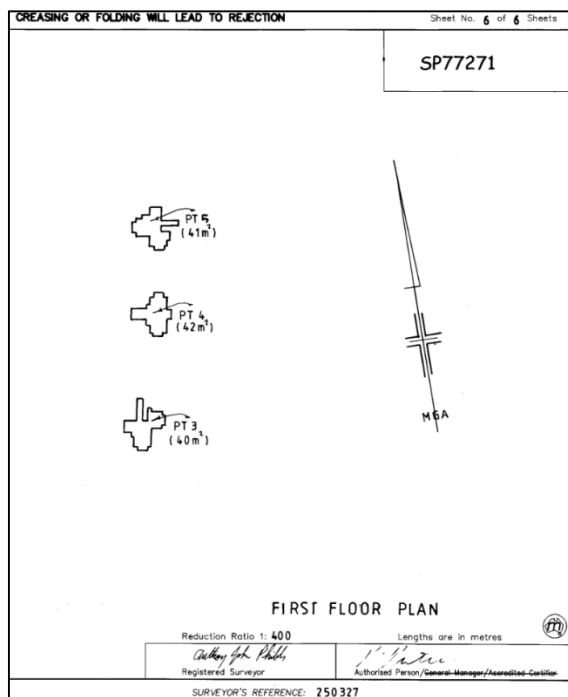 CREASING OR FOLDING WILL LEAD TO REJECTION
Sheet No. 6 of 6 Sheets
SP77271
PT 5
(41m²)
PT 4
(42m²)
MGA
PT 3
(40m²)
FIRST FLOOR PLAN
Reduction Ratio 1: 400
Lengths are in metres
Registered Surveyor
Authorised Person/General Manager/Accredited Certifier
SURVEYOR'S REFERENCE: 250327